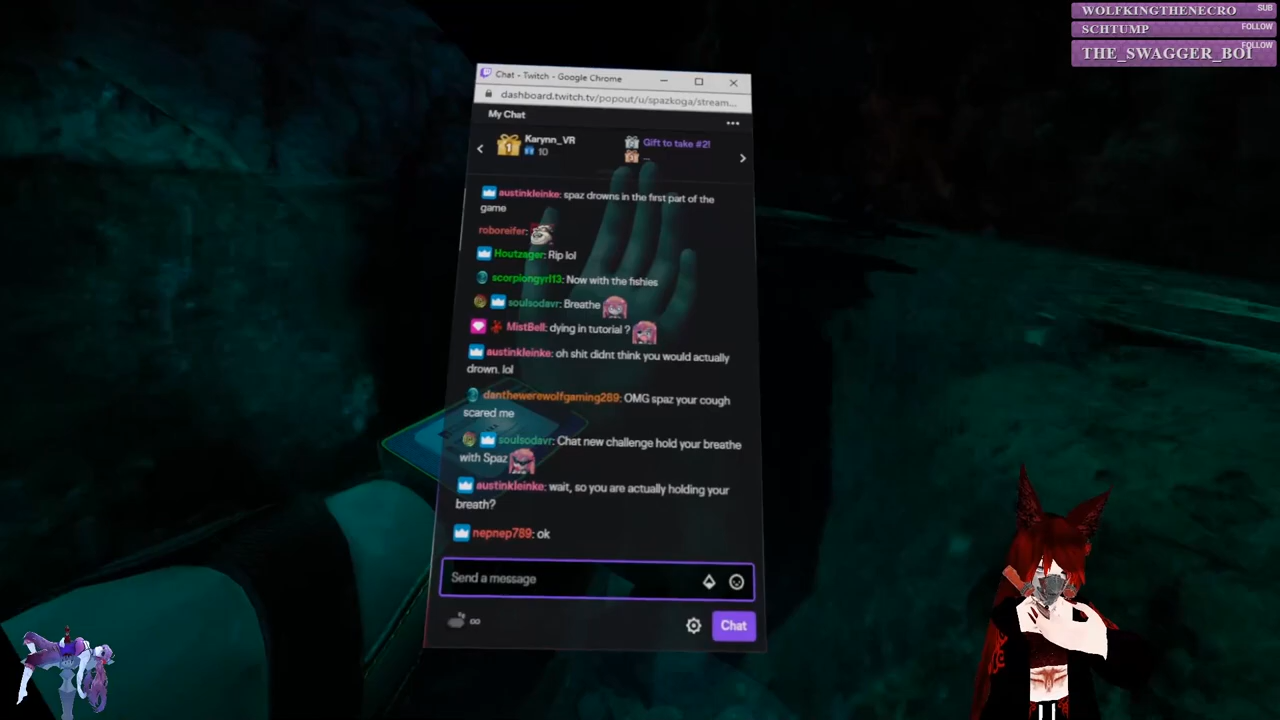 WOLFKINGTHENECRO SUB
SCHTUMP FOLLOW
THE_SWAGGER_BOI FOLLOW
Chat - Twitch - Google Chrome
dashboard.twitch.tv/popout/u/spazkoga/stream...
My Chat
Karynn_VR
10
Gift to take #2!
austinkleinke: spaz drowns in the first part of the
game
roboreifer:
Houtzager: Rip lol
scorpiongyrl13: Now with the fishies
soulsodavr: Breathe
MistBell: dying in tutorial ?
austinkleinke: oh shit didnt think you would actually
drown. lol
danthewerewolfgaming289: OMG spaz your cough
scared me
soulsodavr: Chat new challenge hold your breathe
with Spaz
austinkleinke: wait, so you are actually holding your
breath?
nepnep789: ok
Send a message
Chat